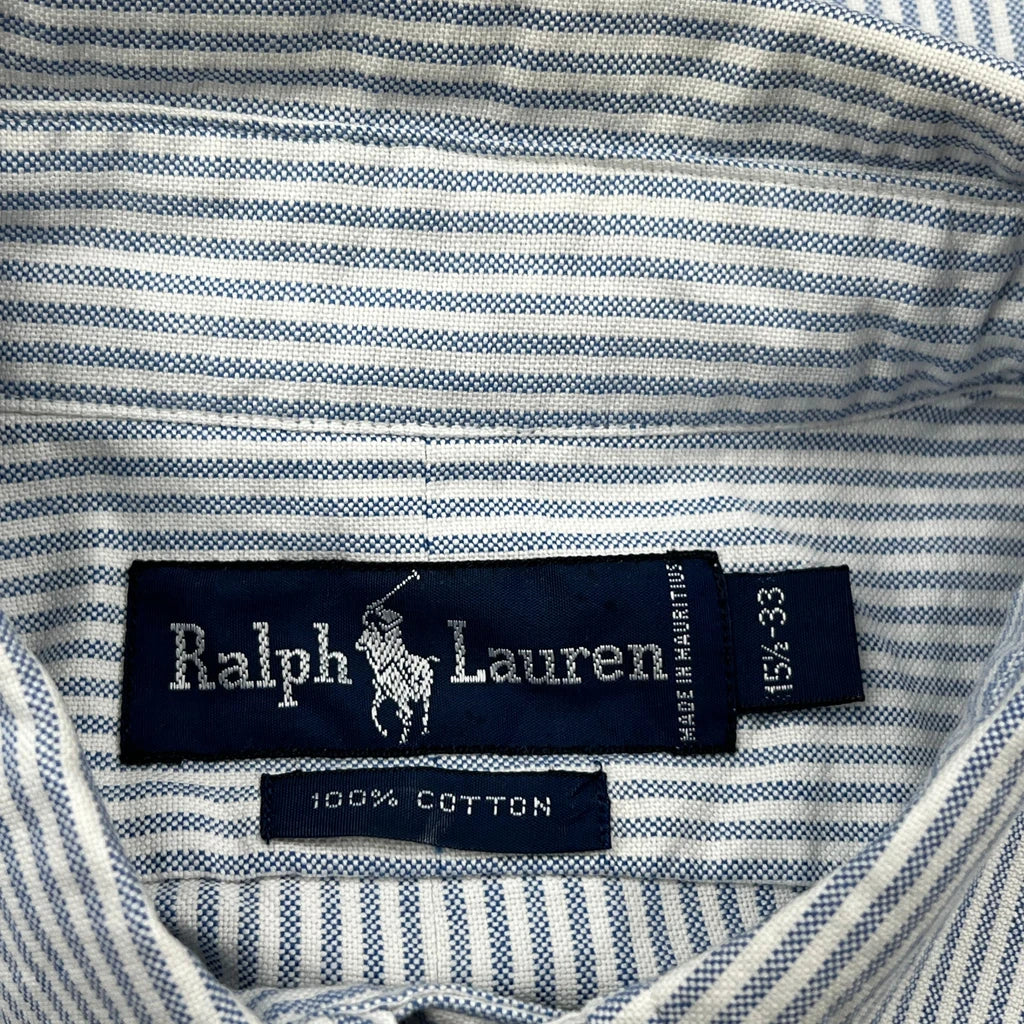 Ralph Lauren
MADE IN MAURITIUS
15½-33
100% COTTON